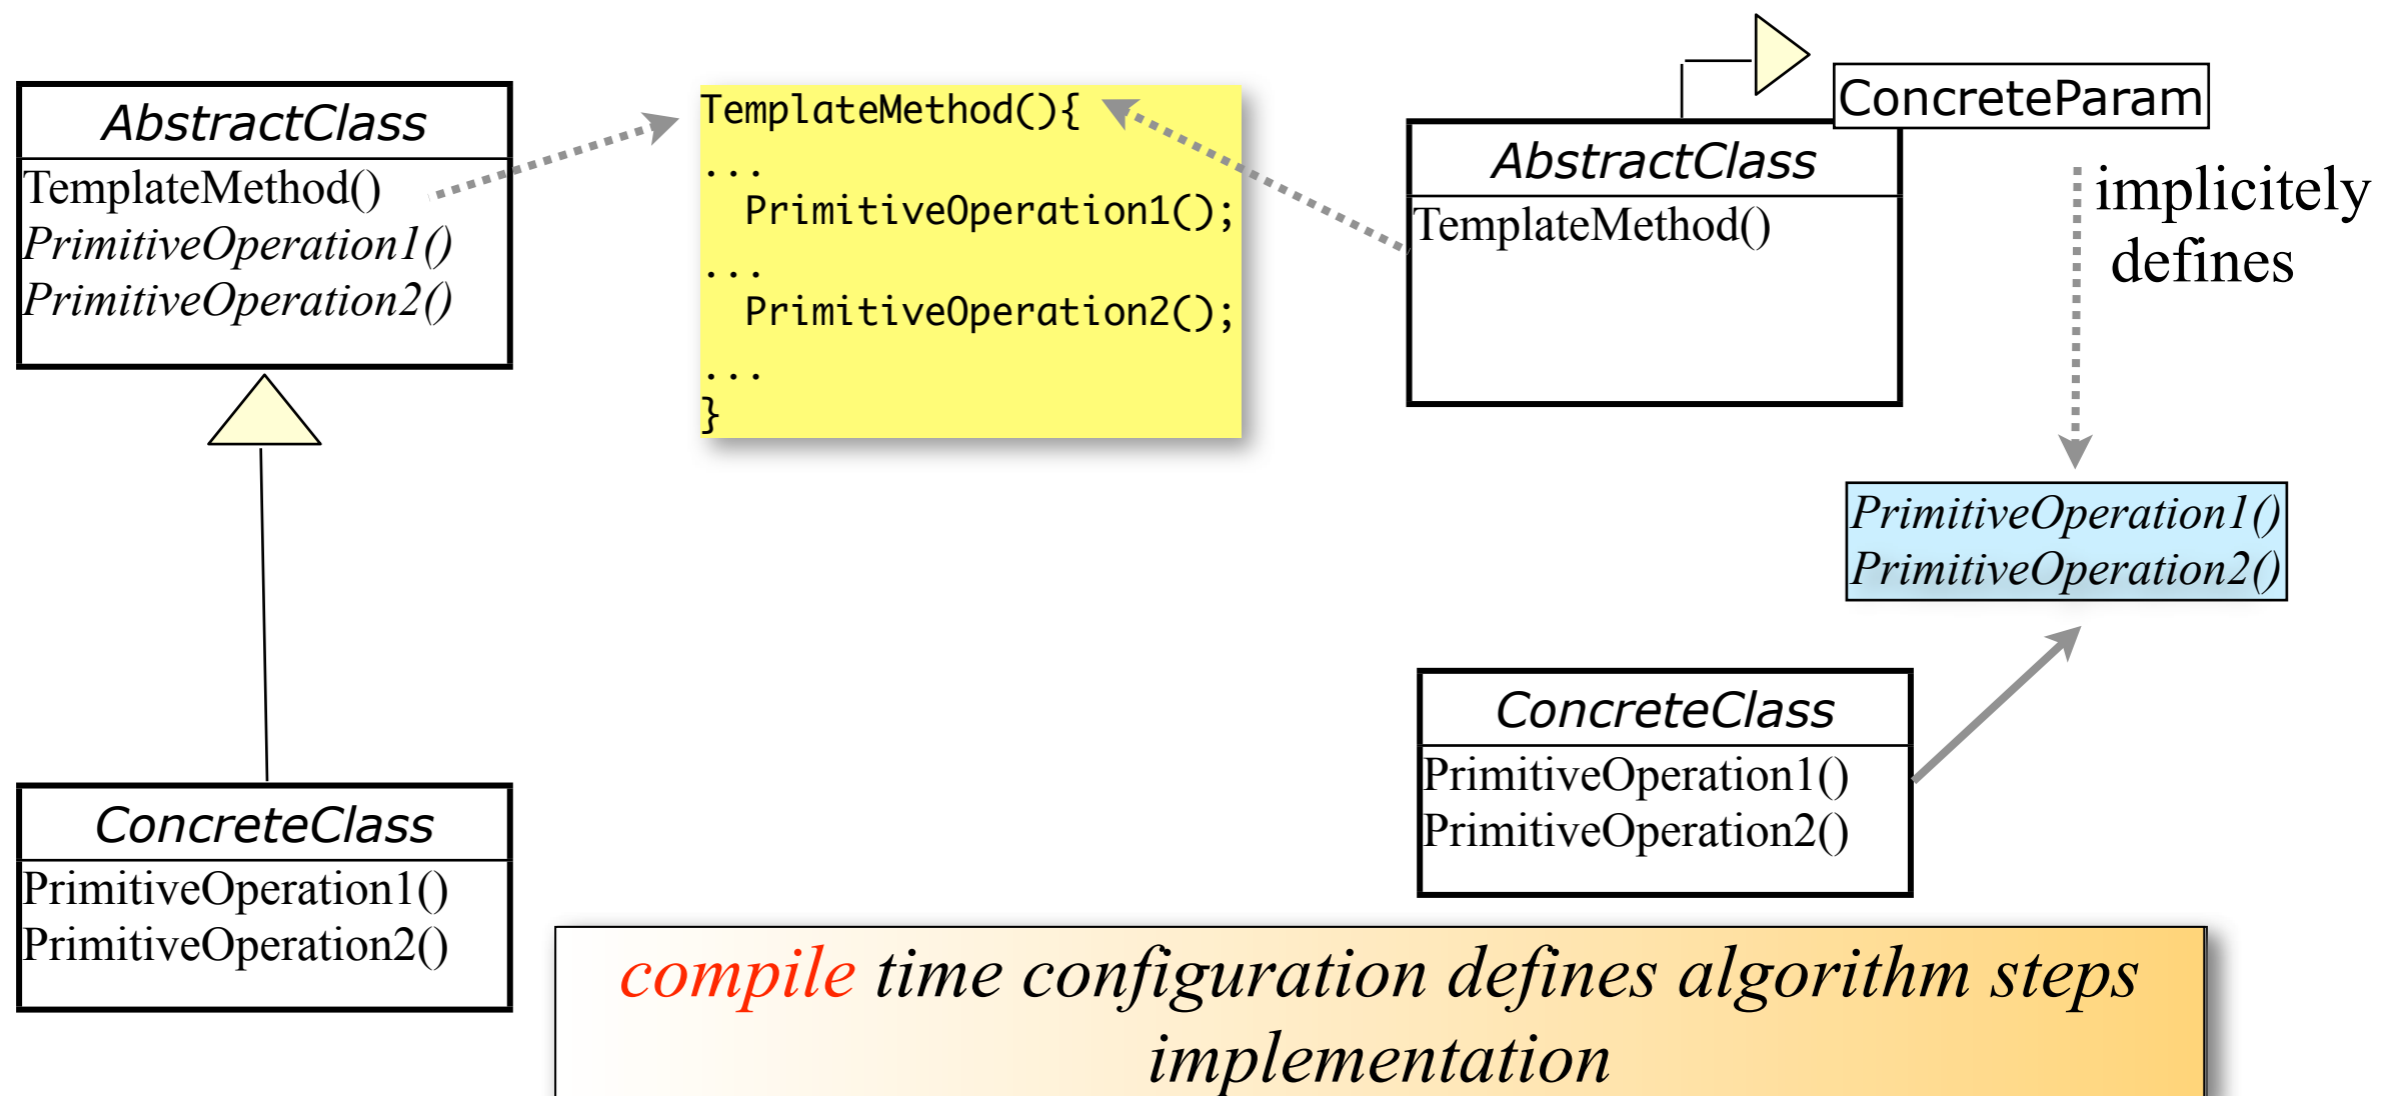 AbstractClass
TemplateMethod()
PrimitiveOperation1()
PrimitiveOperation2()
TemplateMethod(){
...
PrimitiveOperation1();
...
PrimitiveOperation2();
...
}
ConcreteParam
AbstractClass
TemplateMethod()
implicitely
defines
PrimitiveOperation1()
PrimitiveOperation2()
ConcreteClass
PrimitiveOperation1()
PrimitiveOperation2()
ConcreteClass
PrimitiveOperation1()
PrimitiveOperation2()
compile time configuration defines algorithm steps
implementation